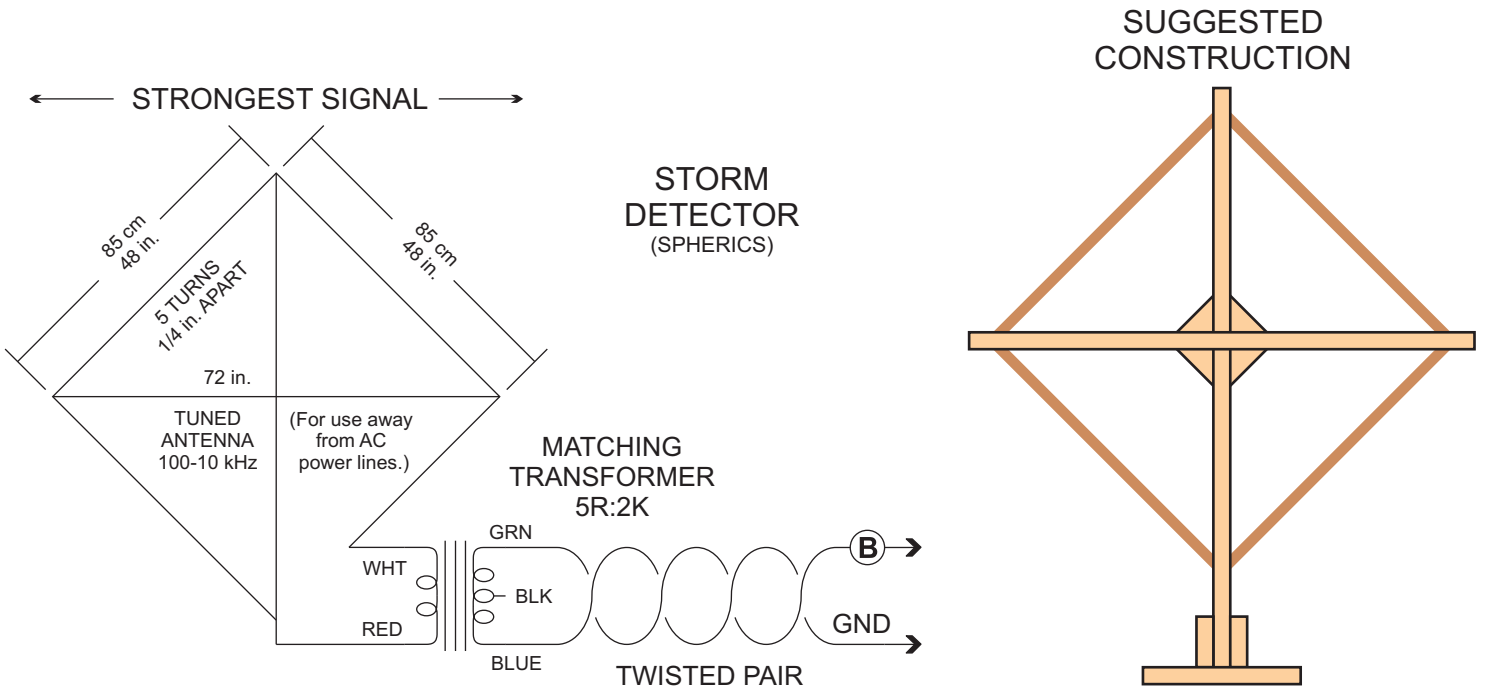 STRONGEST SIGNAL
85 cm
48 in.
85 cm
48 in.
5 TURNS
1/4 in. APART
72 in.
TUNED
ANTENNA
100-10 kHz
(For use away
from AC
power lines.)
STORM
DETECTOR
(SPHERICS)
MATCHING
TRANSFORMER
5R:2K
GRN
WHT
BLK
RED
BLUE
B
GND
TWISTED PAIR
SUGGESTED
CONSTRUCTION